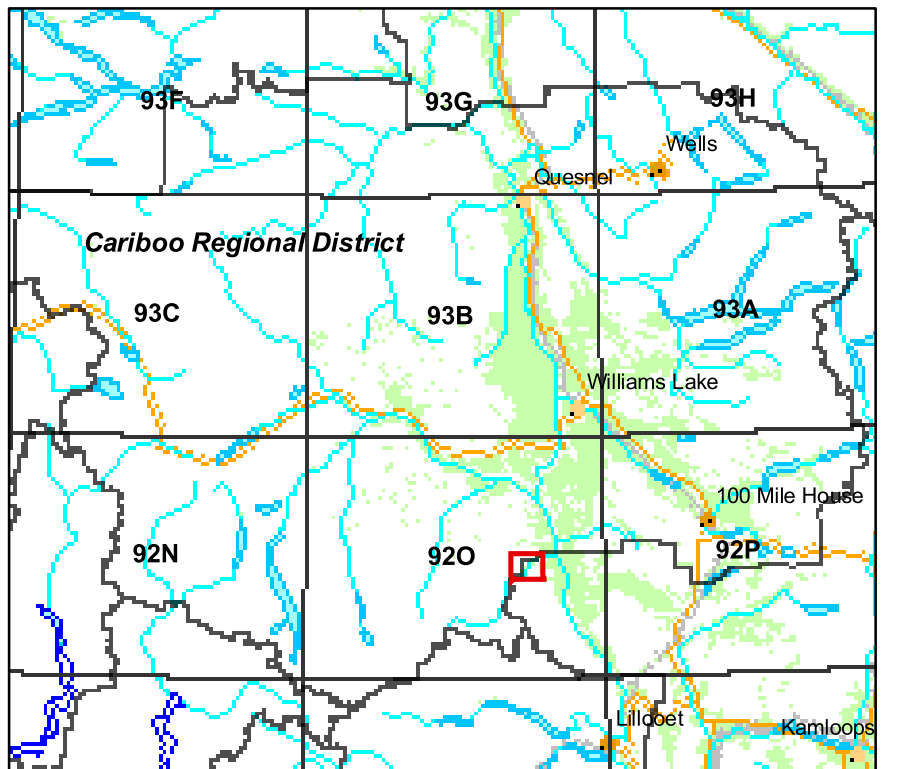 93F
93G
93H
Wells
Quesnel
Cariboo Regional District
93C
93B
93A
Williams Lake
100 Mile House
92N
92O
92P
Lillooet
Kamloops